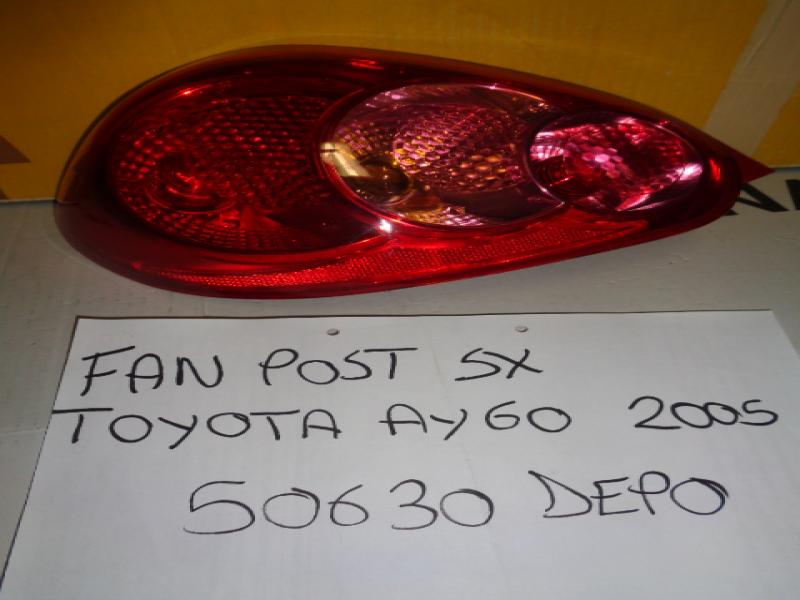 FAN POST SX
TOYOTA AYGO 2005
50630 DEPO